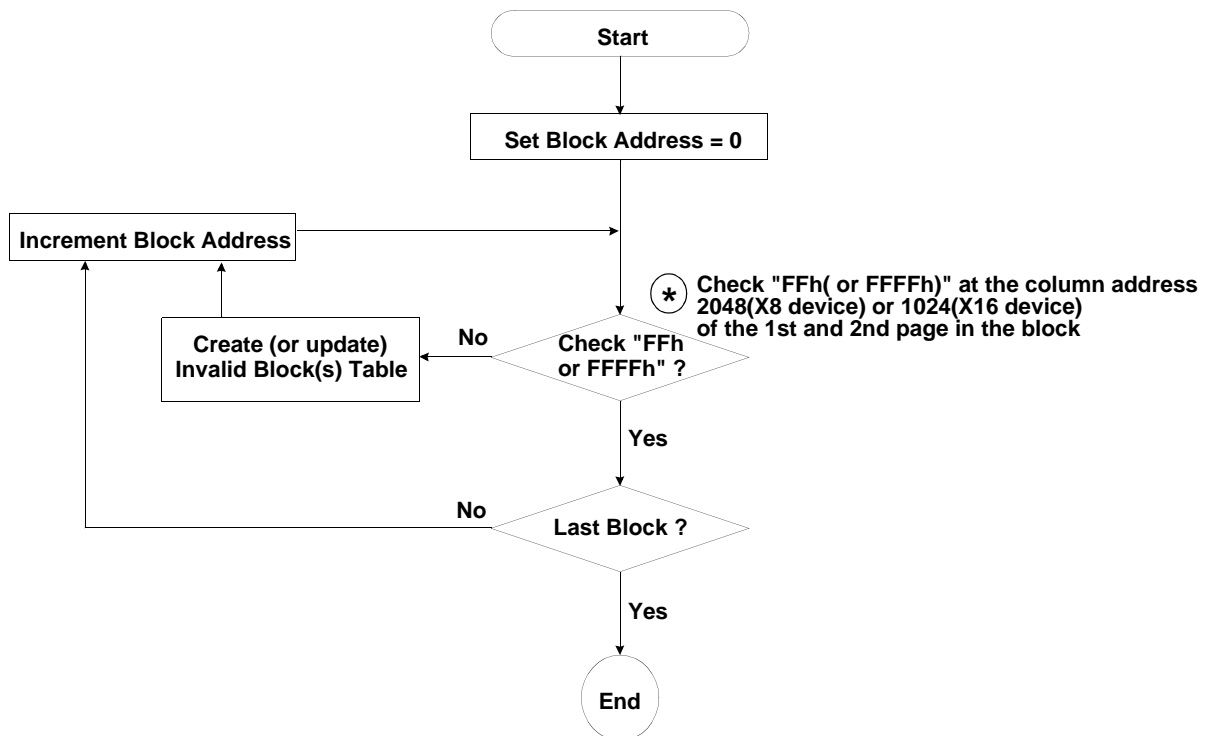 Start
Set Block Address = 0
Increment Block Address
*
Check "FFh( or FFFFh)" at the column address
2048(X8 device) or 1024(X16 device)
of the 1st and 2nd page in the block
Create (or update)
Invalid Block(s) Table
No
Check "FFh
or FFFFh" ?
Yes
No
Last Block ?
Yes
End